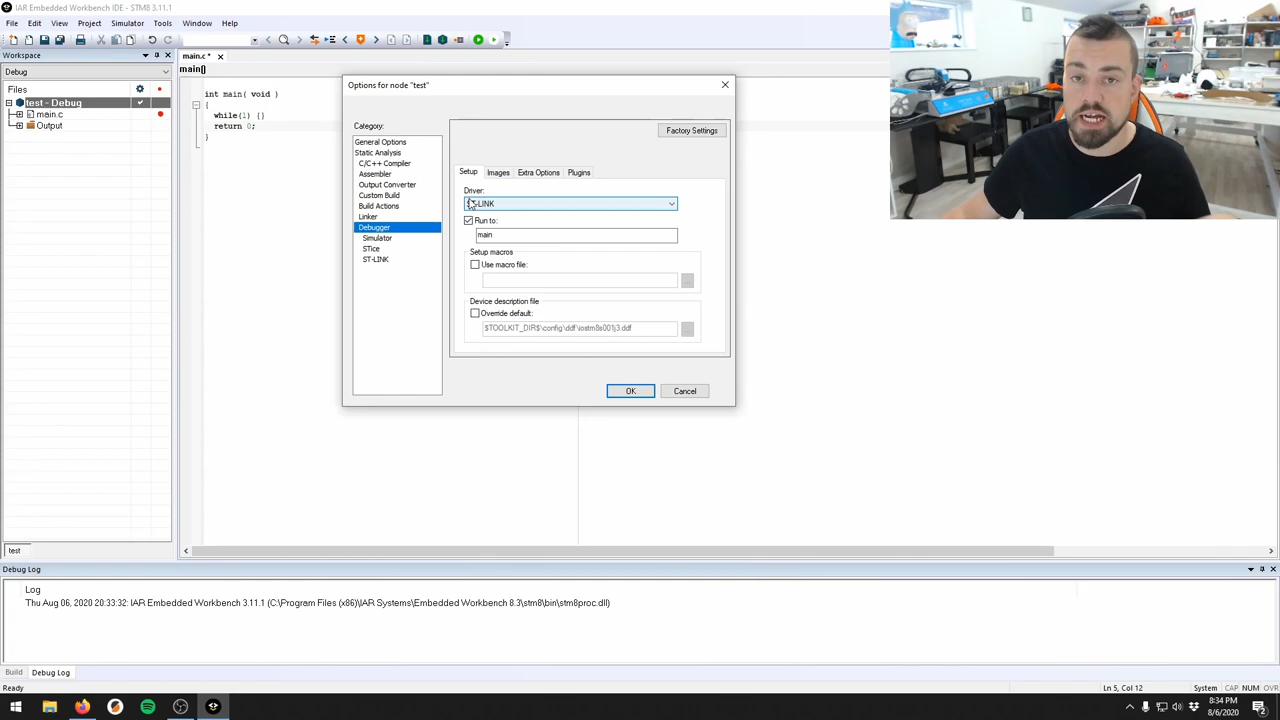 IAR Embedded Workbench IDE - STM8 3.11.1
File Edit View Project Simulator Tools Window Help
Workspace
Debug
Files
test - Debug
main.c
Output
test
main.c *
main()
int main( void )
{
while(1) {}
return 0;
}
Options for node "test"
Category:
General Options
Static Analysis
C/C++ Compiler
Assembler
Output Converter
Custom Build
Build Actions
Linker
Debugger
Simulator
STice
ST-LINK
Factory Settings
Setup Images Extra Options Plugins
Driver:
ST-LINK
Run to:
main
Setup macros
Use macro file:
...
Device description file
Override default:
$TOOLKIT_DIR$\config\ddf\iostm8s001j3.ddf
...
OK Cancel
Debug Log
Log
Thu Aug 06, 2020 20:33:32: IAR Embedded Workbench 3.11.1 (C:\Program Files (x86)\IAR Systems\Embedded Workbench 8.3\stm8\bin\stm8proc.dll)
Build Debug Log
Ready Ln 5, Col 12 System CAP NUM OVR
8:34 PM
8/6/2020
2